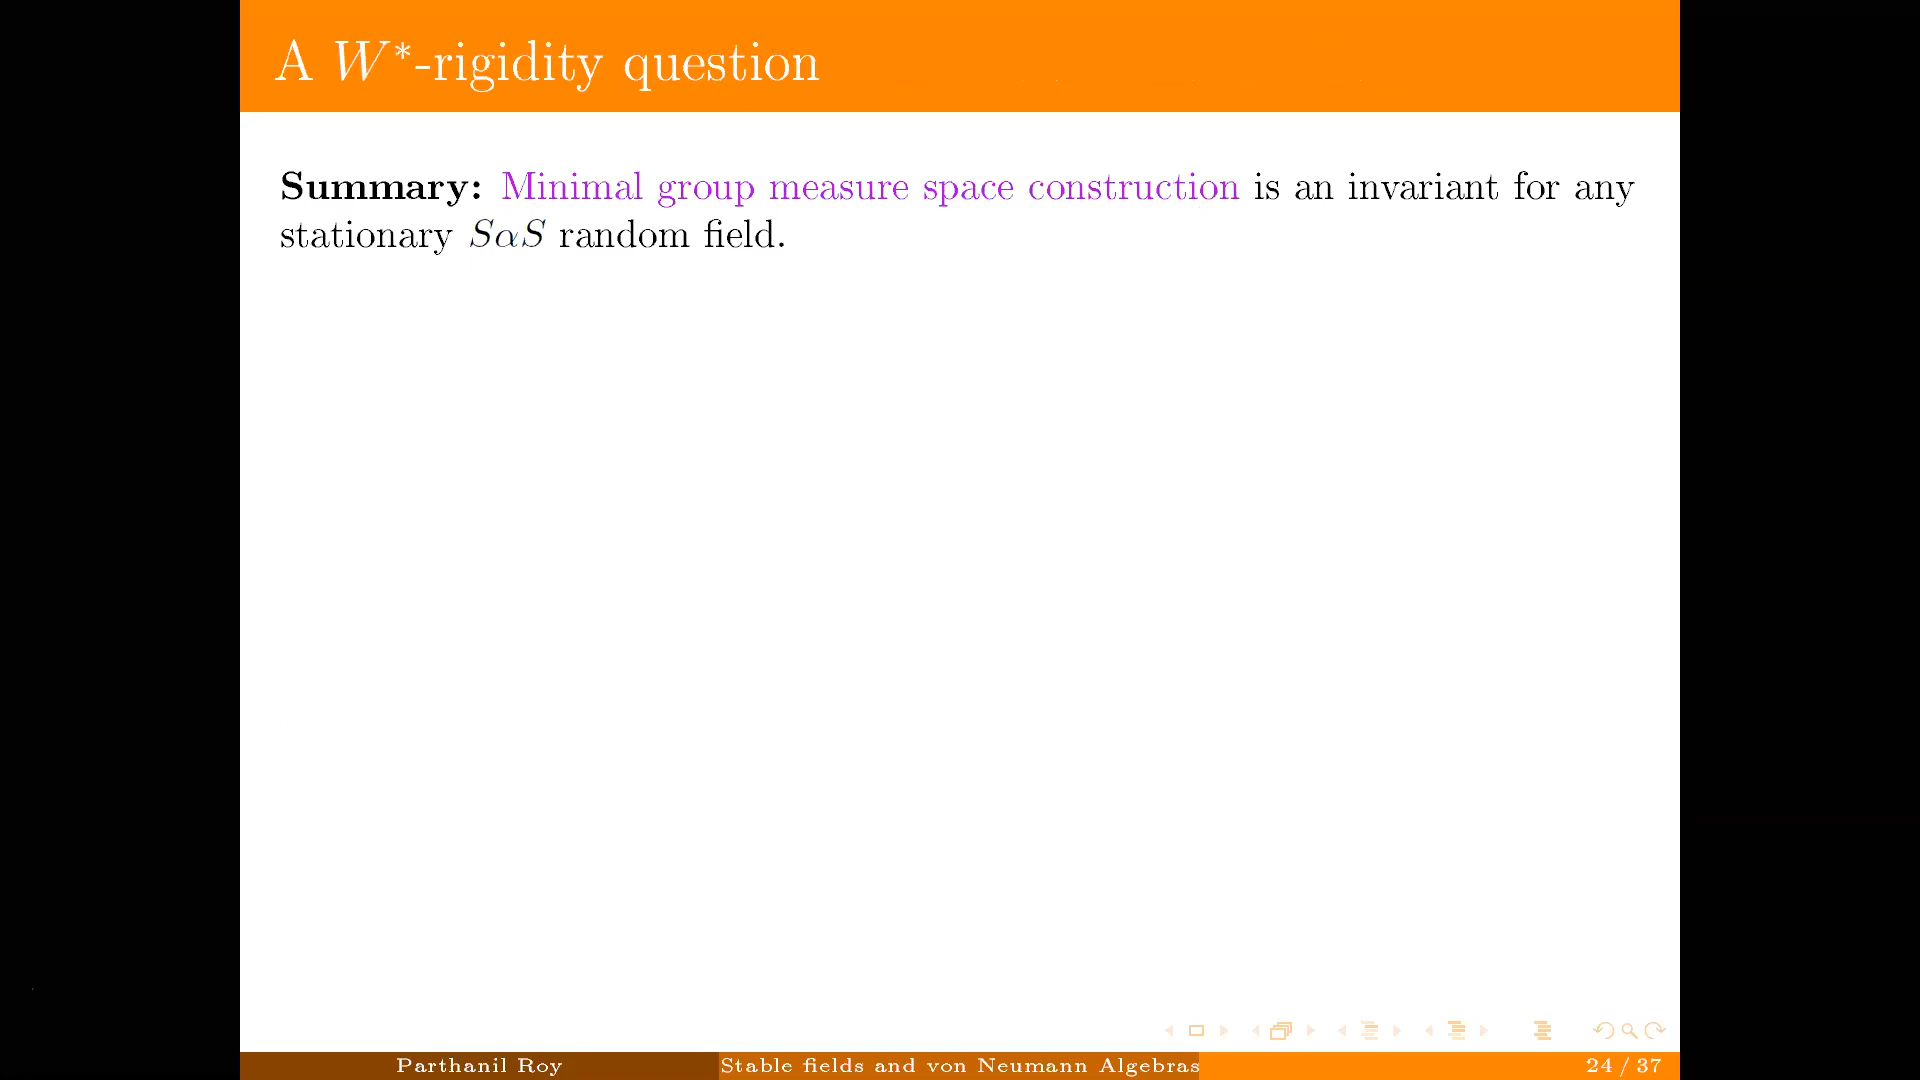 A W*-rigidity question
Summary: Minimal group measure space construction is an invariant for any
stationary SαS random field.
Parthanil Roy
Stable fields and von Neumann Algebras
24 / 37